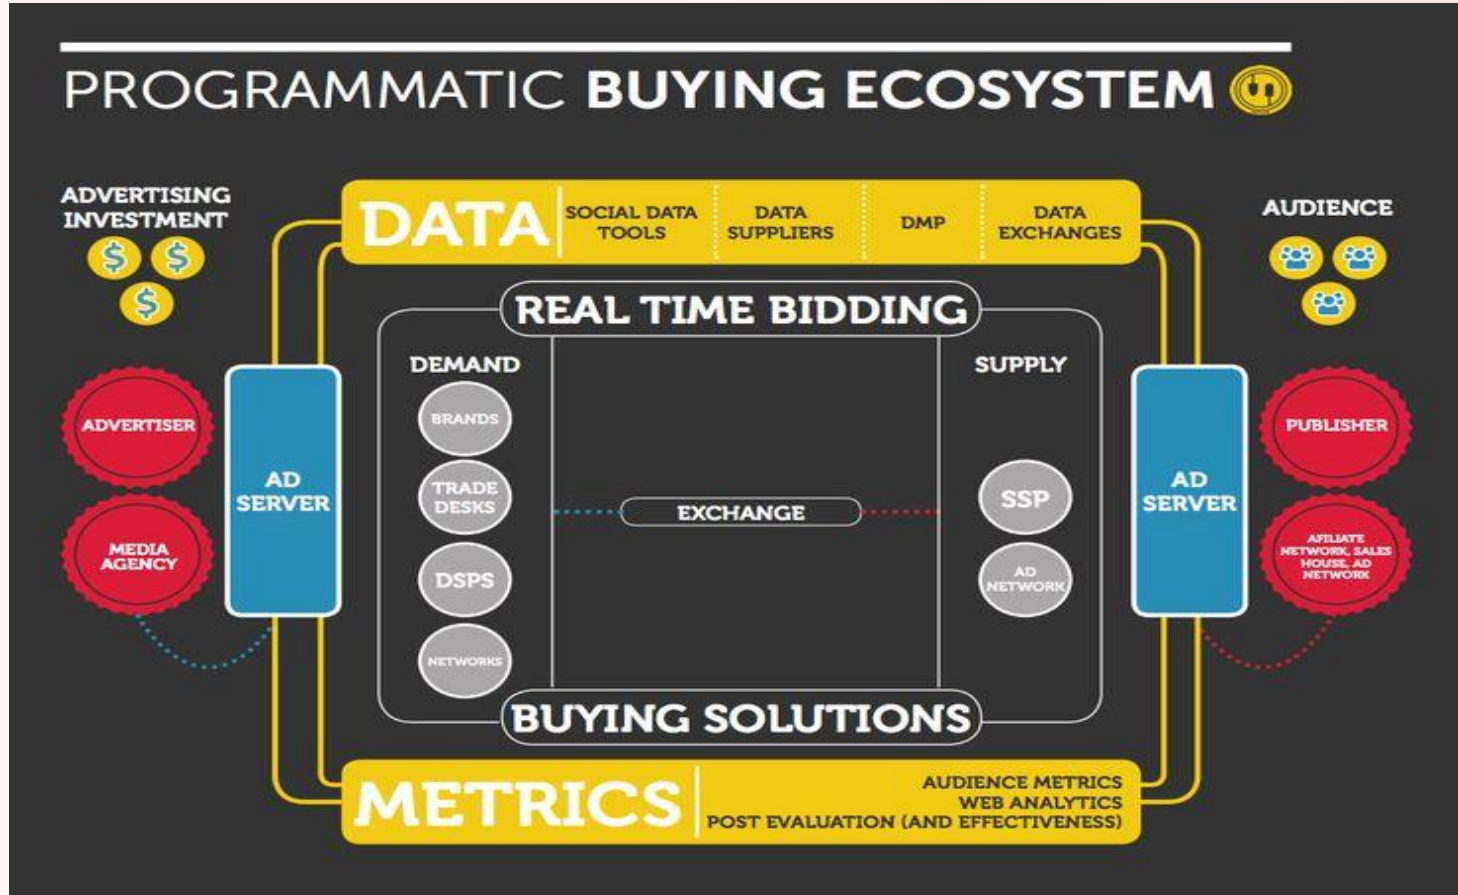 PROGRAMMATIC BUYING ECOSYSTEM
ADVERTISING
INVESTMENT
$ $
$
DATA
SOCIAL DATA
TOOLS
DATA
SUPPLIERS
DMP
DATA
EXCHANGES
AUDIENCE
REAL TIME BIDDING
DEMAND
BRANDS
TRADE
DESKS
DSPS
NETWORKS
EXCHANGE
SUPPLY
SSP
AD
NETWORK
ADVERTISER
MEDIA
AGENCY
AD
SERVER
AD
SERVER
PUBLISHER
AFILIATE
NETWORK, SALES
HOUSE, AD
NETWORK
BUYING SOLUTIONS
METRICS
AUDIENCE METRICS
WEB ANALYTICS
POST EVALUATION (AND EFFECTIVENESS)